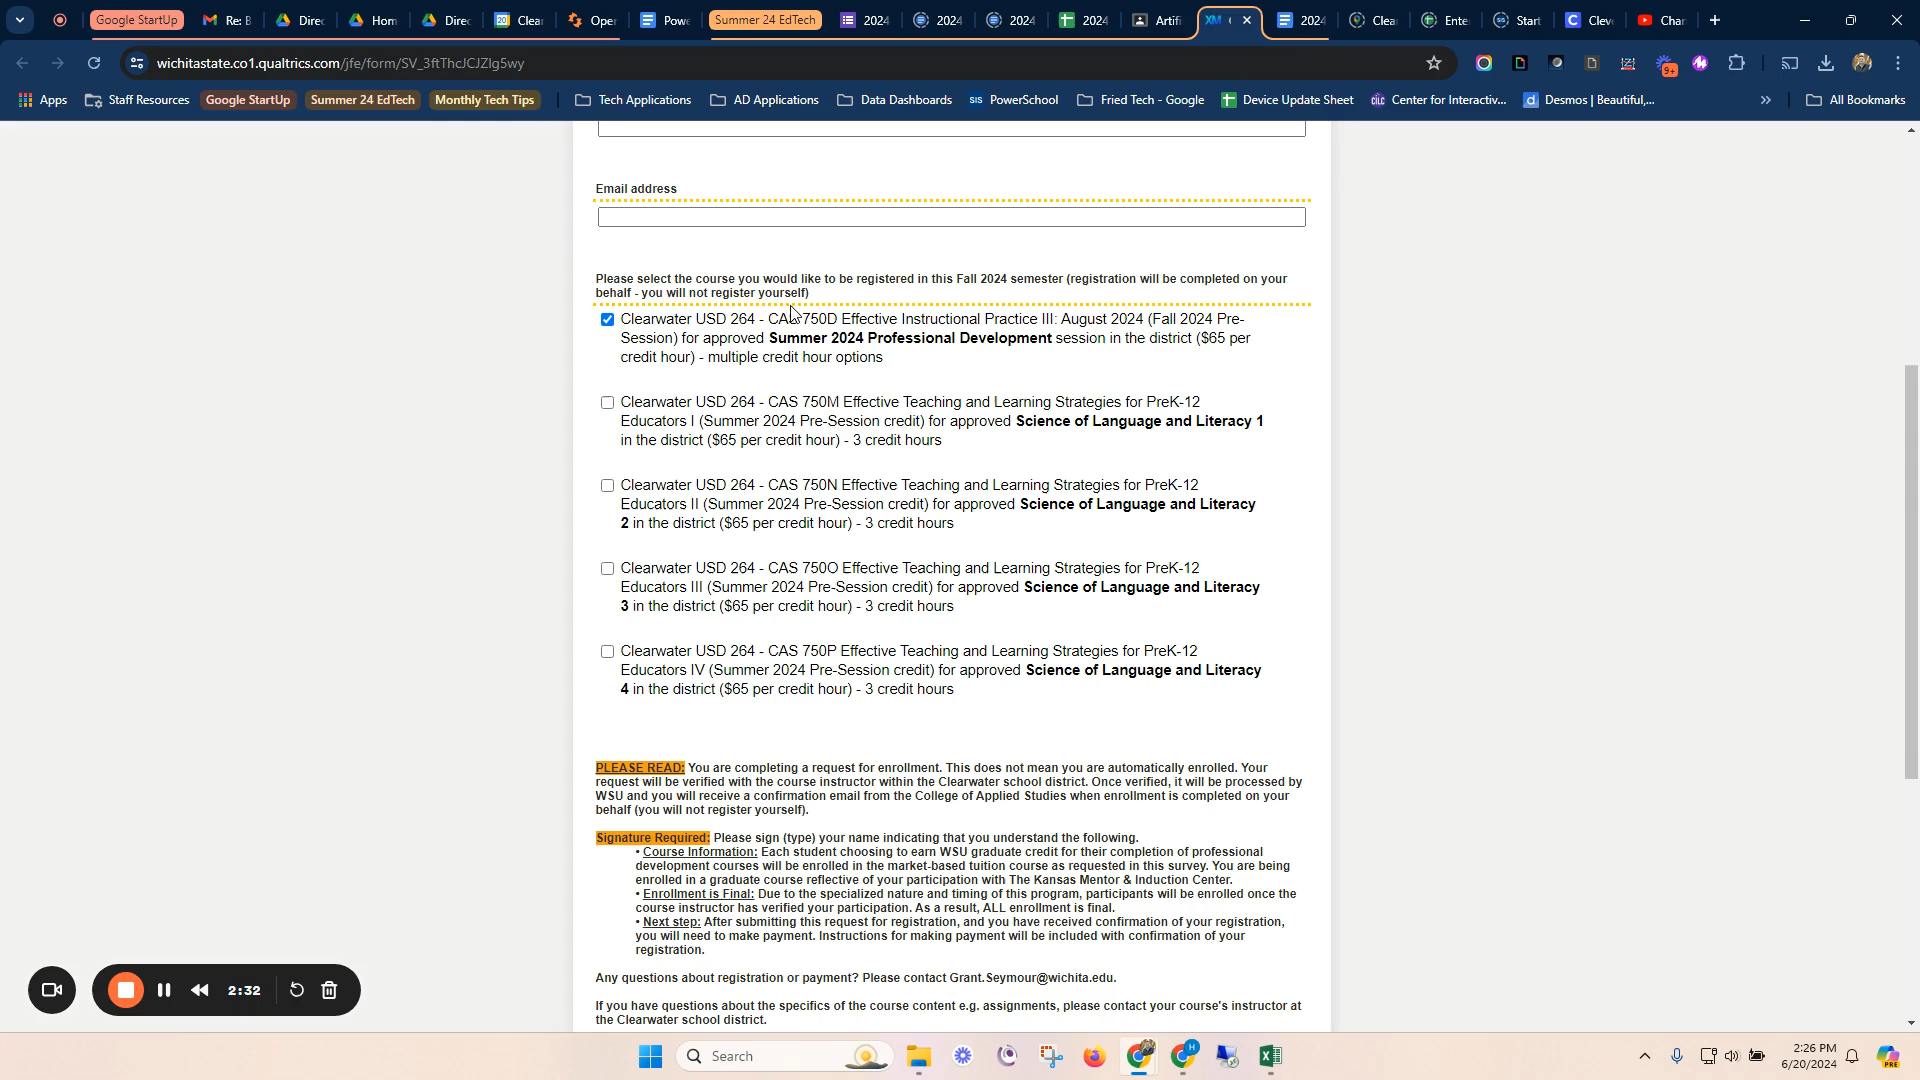 Google StartUp
Re: B
Direc
Hom
Direc
Clear
Oper
Powe
Summer 24 EdTech
2024
2024
2024
2024
Artifi
XM
2024
Clear
Enter
Start
Cleve
Char
wichitastate.co1.qualtrics.com/jfe/form/SV_3ftThcJCJZIg5wy
9+
Apps
Staff Resources
Google StartUp
Summer 24 EdTech
Monthly Tech Tips
Tech Applications
AD Applications
Data Dashboards
SIS PowerSchool
Fried Tech - Google
Device Update Sheet
CILC Center for Interactiv...
Desmos | Beautiful,...
»
All Bookmarks
Email address
Please select the course you would like to be registered in this Fall 2024 semester (registration will be completed on your
behalf - you will not register yourself)
Clearwater USD 264 - CAS 750D Effective Instructional Practice III: August 2024 (Fall 2024 Pre-
Session) for approved Summer 2024 Professional Development session in the district ($65 per
credit hour) - multiple credit hour options
Clearwater USD 264 - CAS 750M Effective Teaching and Learning Strategies for PreK-12
Educators I (Summer 2024 Pre-Session credit) for approved Science of Language and Literacy 1
in the district ($65 per credit hour) - 3 credit hours
Clearwater USD 264 - CAS 750N Effective Teaching and Learning Strategies for PreK-12
Educators II (Summer 2024 Pre-Session credit) for approved Science of Language and Literacy
2 in the district ($65 per credit hour) - 3 credit hours
Clearwater USD 264 - CAS 750O Effective Teaching and Learning Strategies for PreK-12
Educators III (Summer 2024 Pre-Session credit) for approved Science of Language and Literacy
3 in the district ($65 per credit hour) - 3 credit hours
Clearwater USD 264 - CAS 750P Effective Teaching and Learning Strategies for PreK-12
Educators IV (Summer 2024 Pre-Session credit) for approved Science of Language and Literacy
4 in the district ($65 per credit hour) - 3 credit hours
PLEASE READ: You are completing a request for enrollment. This does not mean you are automatically enrolled. Your
request will be verified with the course instructor within the Clearwater school district. Once verified, it will be processed by
WSU and you will receive a confirmation email from the College of Applied Studies when enrollment is completed on your
behalf (you will not register yourself).
Signature Required: Please sign (type) your name indicating that you understand the following.
• Course Information: Each student choosing to earn WSU graduate credit for their completion of professional
development courses will be enrolled in the market-based tuition course as requested in this survey. You are being
enrolled in a graduate course reflective of your participation with The Kansas Mentor & Induction Center.
• Enrollment is Final: Due to the specialized nature and timing of this program, participants will be enrolled once the
course instructor has verified your participation. As a result, ALL enrollment is final.
• Next step: After submitting this request for registration, and you have received confirmation of your registration,
you will need to make payment. Instructions for making payment will be included with confirmation of your
registration.
Any questions about registration or payment? Please contact Grant.Seymour@wichita.edu.
If you have questions about the specifics of the course content e.g. assignments, please contact your course's instructor at
the Clearwater school district.
2:32
Search
2:26 PM
6/20/2024
PRE